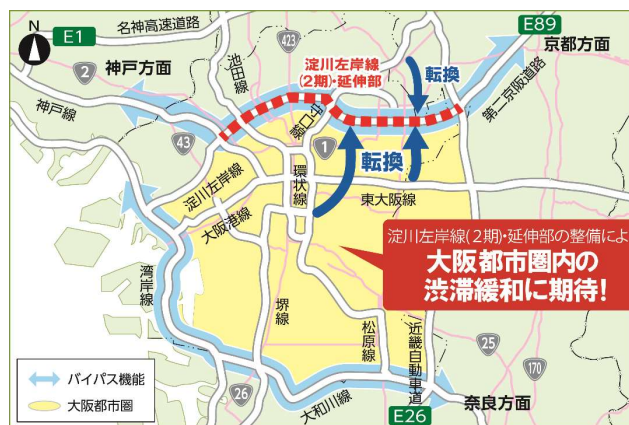 N
E1
名神高速道路
E89
京都方面
423
池田線
淀川左岸線
(2期)・延伸部
転換
2
神戸方面
第二京阪道路
神戸線
守口線
43
1
転換
環状線
淀川左岸線
東大阪線
大阪港線
淀川左岸線(2期)・延伸部の整備によ
大阪都市圏内の
渋滞緩和に期待!
湾岸線
堺線
松原線
近畿自動車道
25
170
バイパス機能
大阪都市圏
26
大和川線
奈良方面
E26